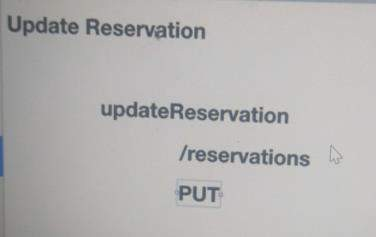 Update Reservation
updateReservation
/reservations
PUT